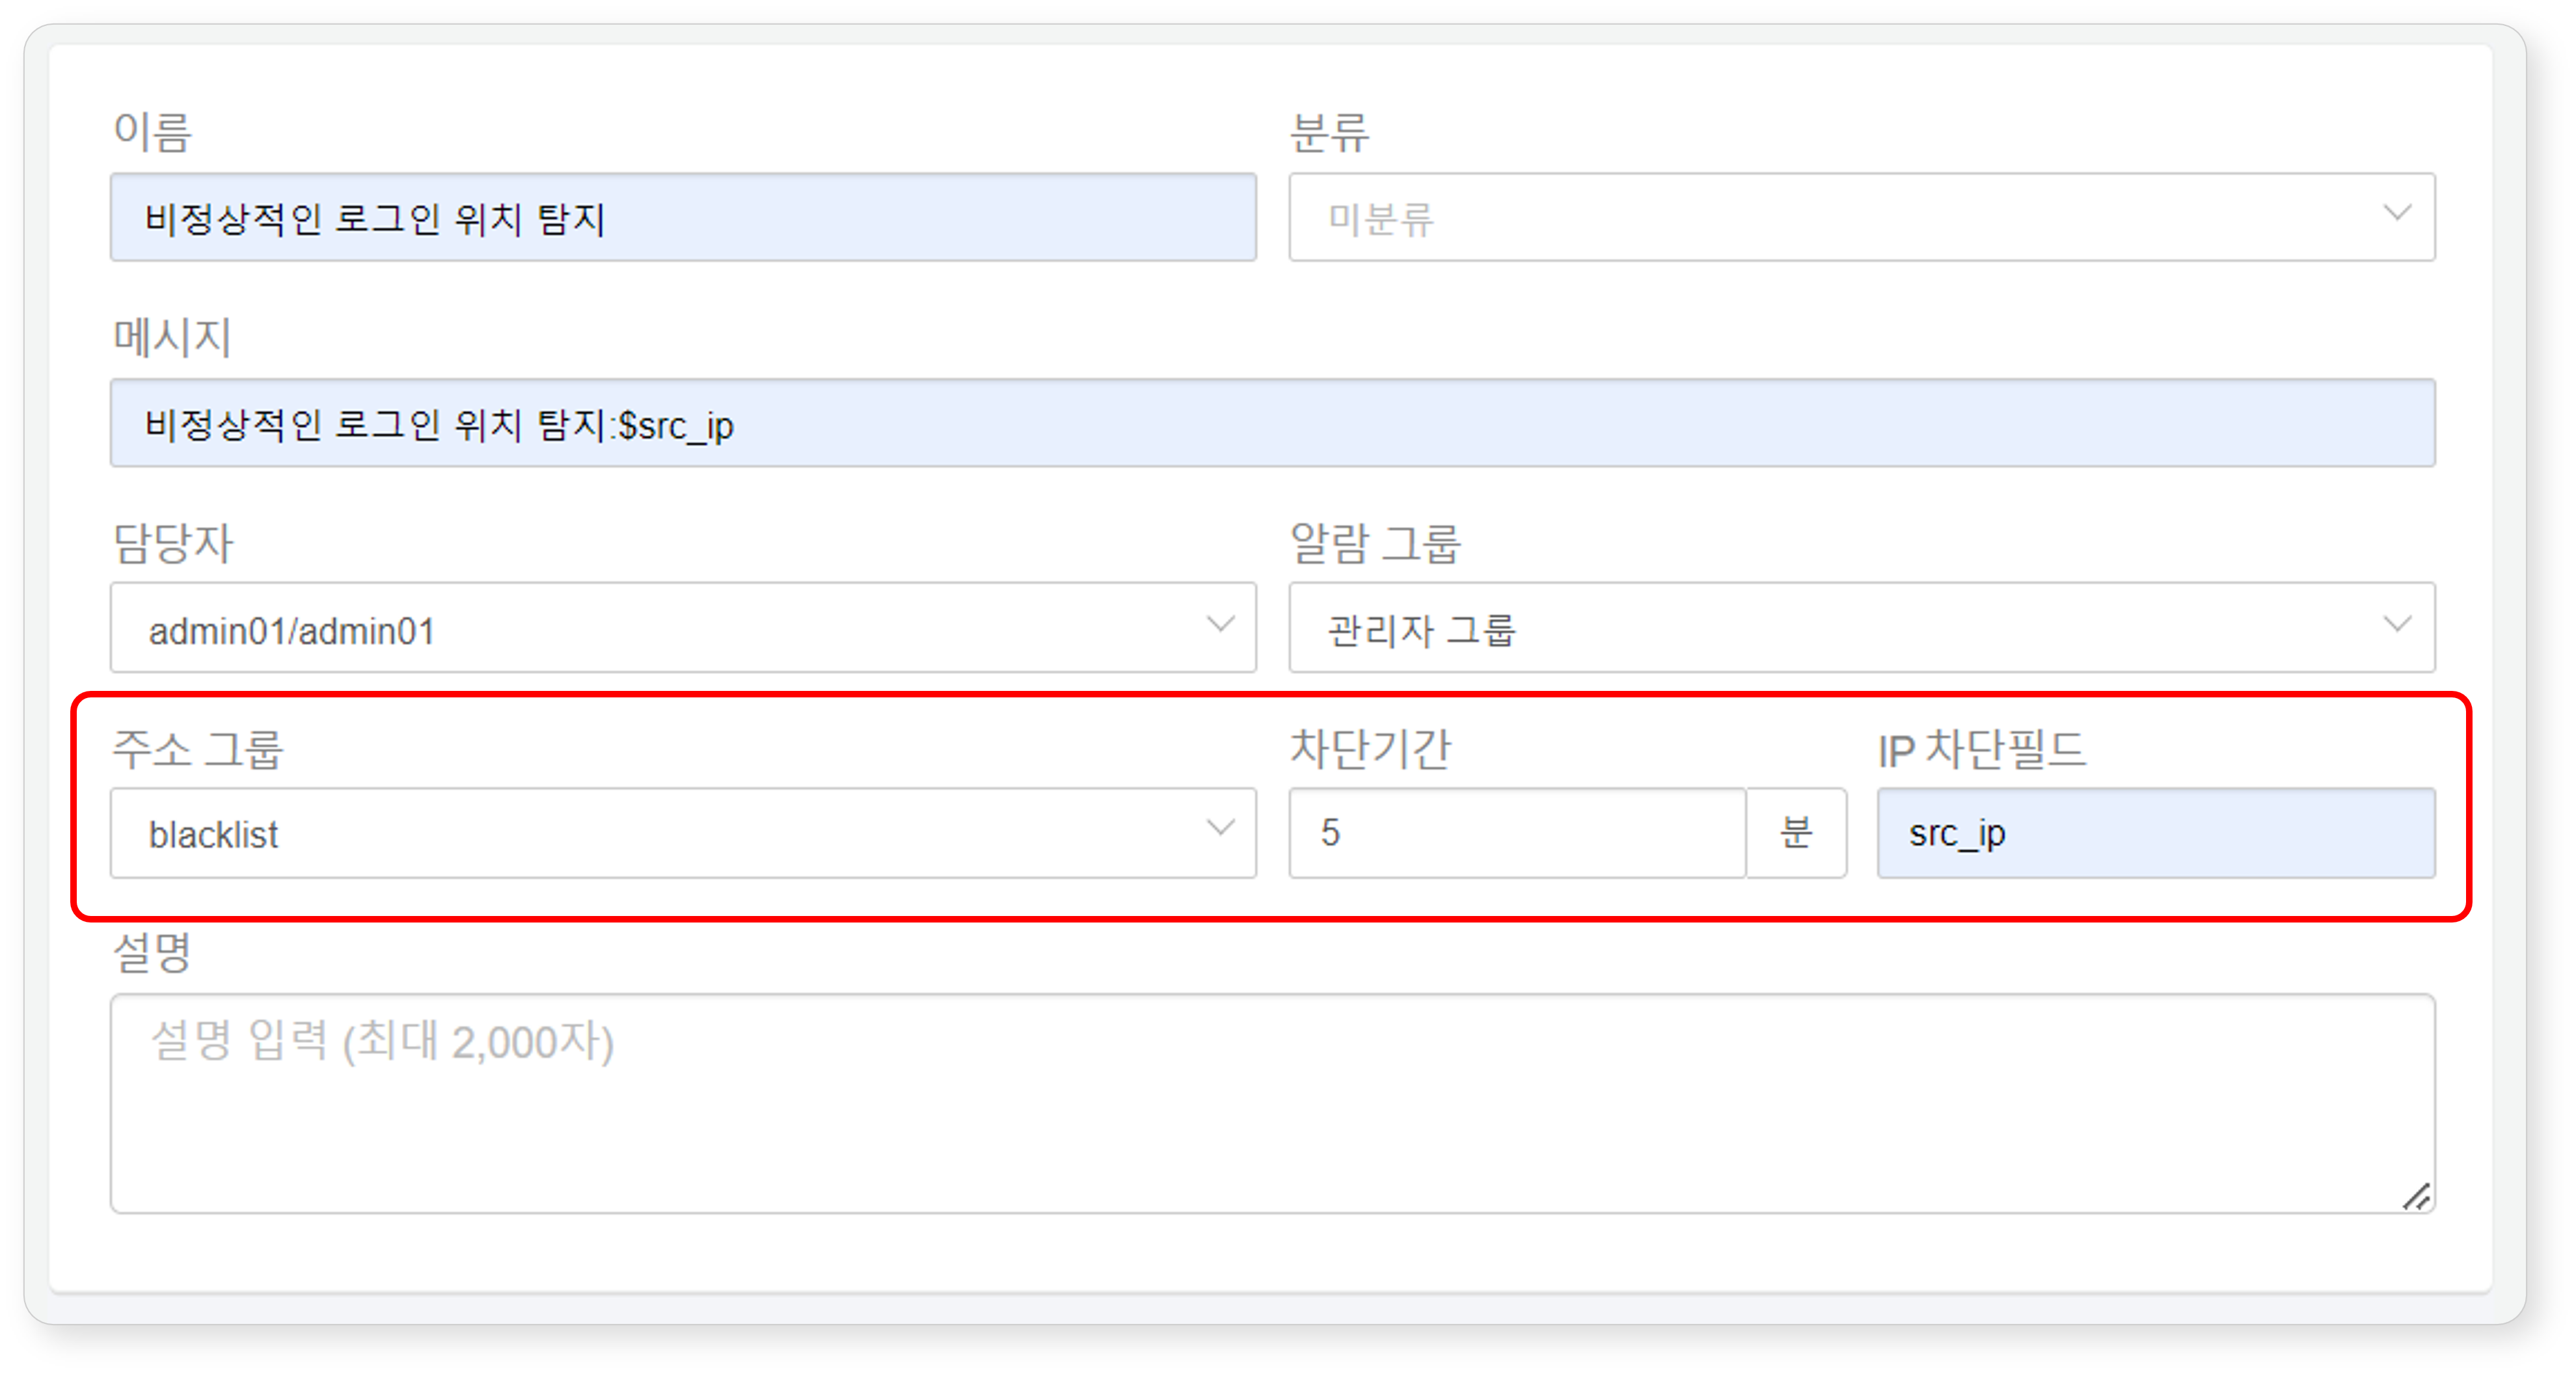 이름
분류
비정상적인 로그인 위치 탐지
미분류
메시지
비정상적인 로그인 위치 탐지:$src_ip
담당자
알람 그룹
admin01/admin01
관리자 그룹
주소 그룹
차단기간
IP 차단필드
blacklist
5
분
src_ip
설명
설명 입력 (최대 2,000자)